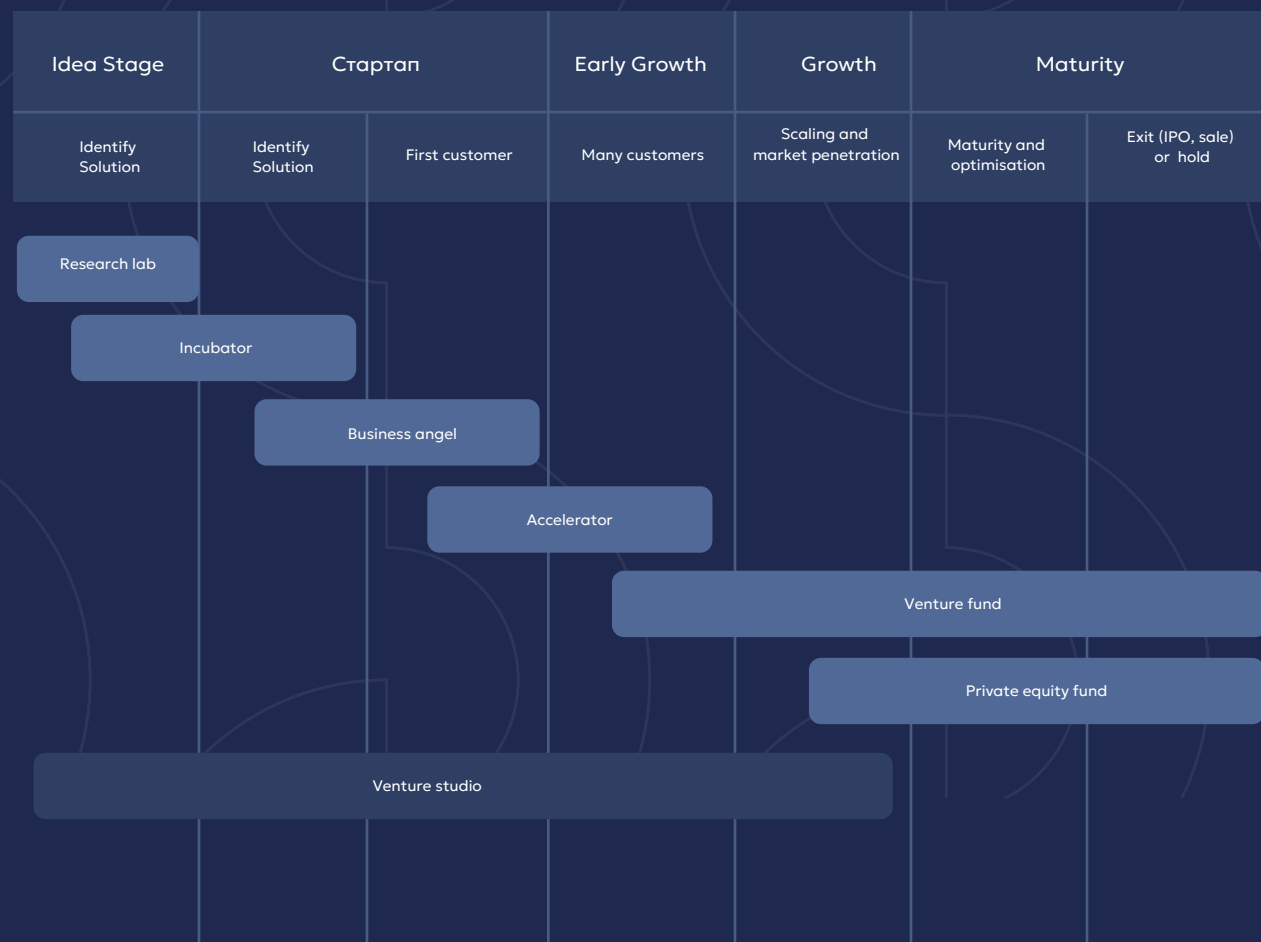 Idea Stage
Стартап
Early Growth
Growth
Maturity
Identify
Solution
Identify
Solution
First customer
Many customers
Scaling and
market penetration
Maturity and
optimisation
Exit (IPO, sale)
or hold
Research lab
Incubator
Business angel
Accelerator
Venture fund
Private equity fund
Venture studio